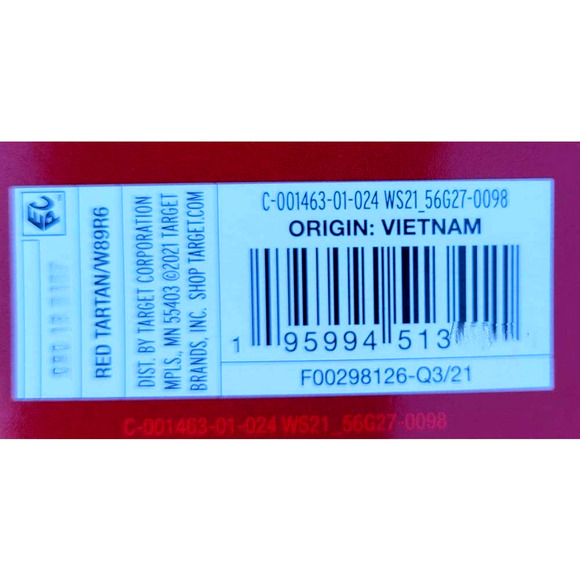 RED TARTAN/W89R6
DIST. BY TARGET CORPORATION
MPLS., MN 55403 ©2021 TARGET
BRANDS, INC. SHOP TARGET.COM
C-001463-01-024 WS21_56G27-0098
ORIGIN: VIETNAM
1 95994 513
F00298126-Q3/21
C-001463-01-024 WS21_56G27-0098